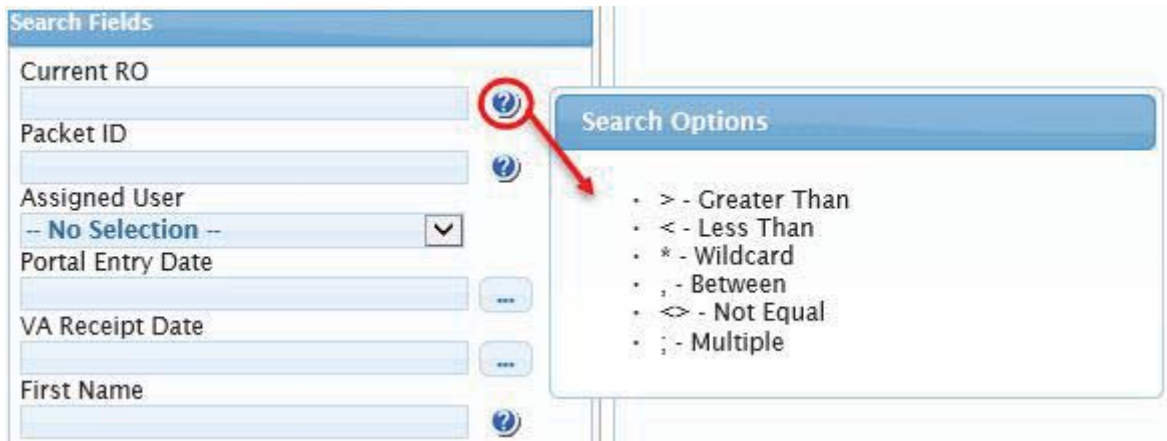 Search Fields
Current RO
Packet ID
Assigned User
-- No Selection --
Portal Entry Date
...
VA Receipt Date
...
First Name
Search Options
· > - Greater Than
· < - Less Than
· * - Wildcard
· , - Between
· <> - Not Equal
· ; - Multiple